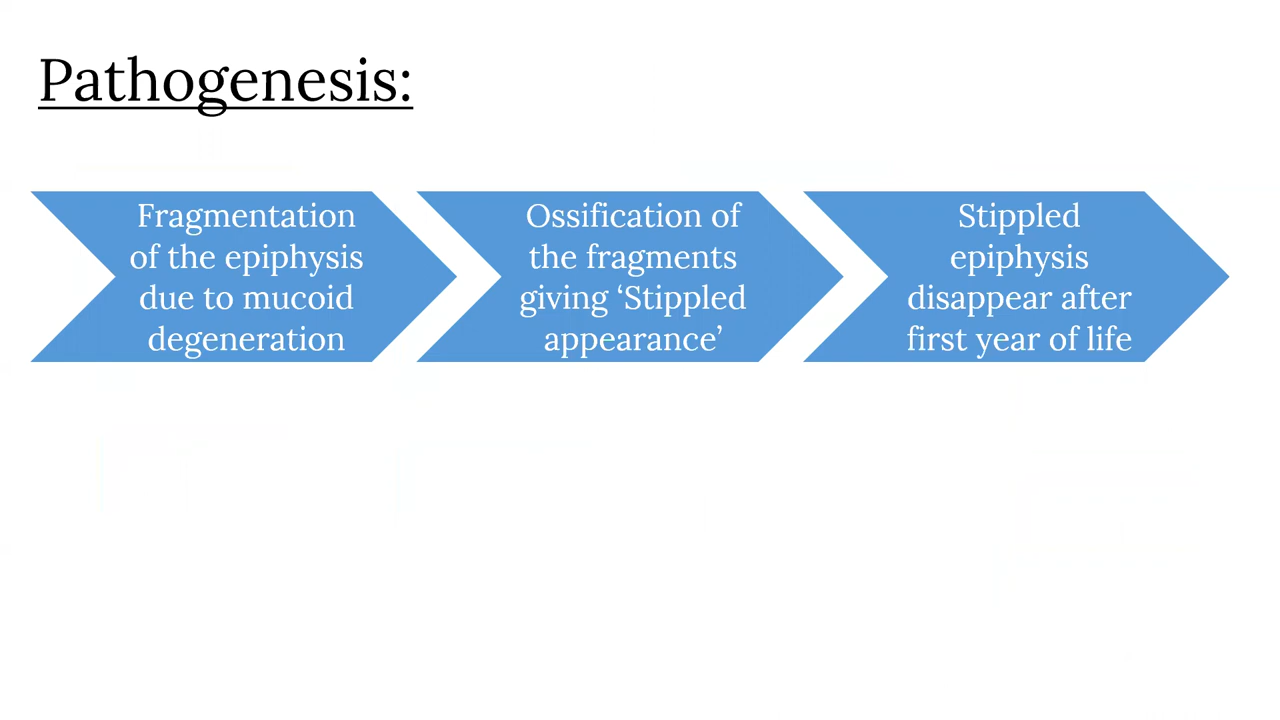 Pathogenesis:
Fragmentation
of the epiphysis
due to mucoid
degeneration
Ossification of
the fragments
giving ‘Stippled
appearance’
Stippled
epiphysis
disappear after
first year of life